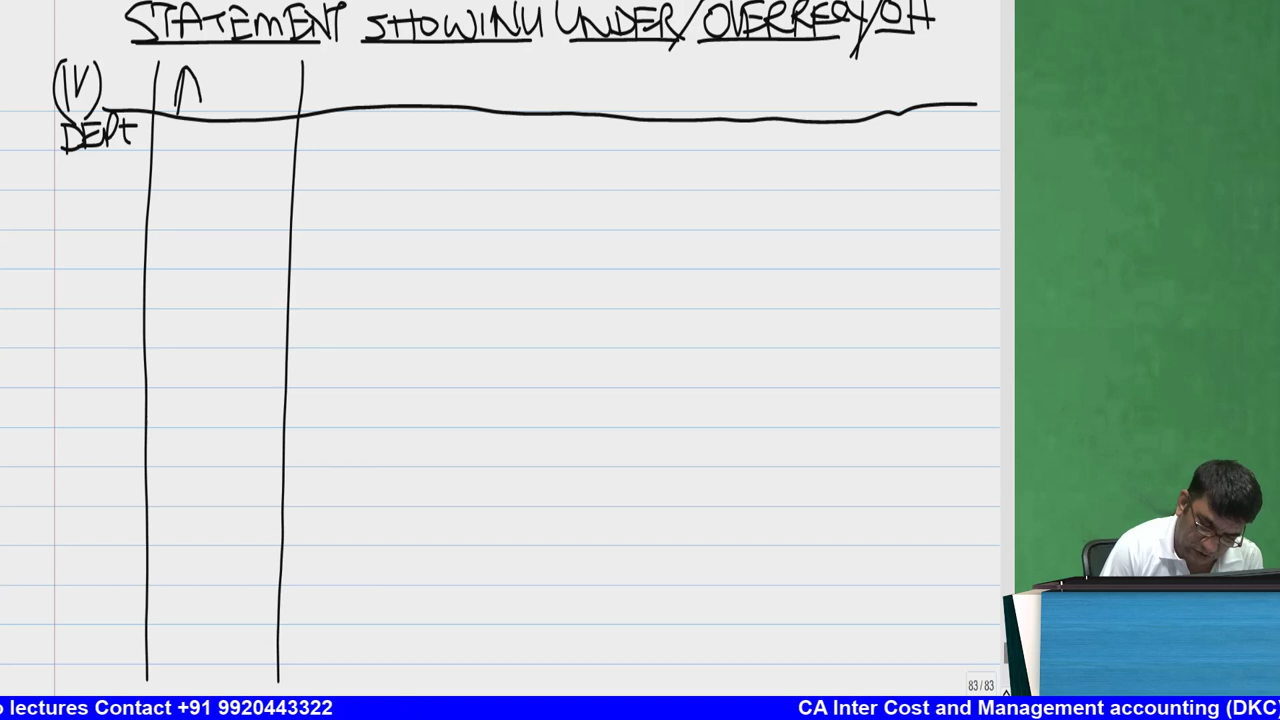 STATEMENT SHOWING UNDER/OVERRECY/OH
(IV)
DEPt
83/83
o lectures Contact +91 9920443322
CA Inter Cost and Management accounting (DKC)